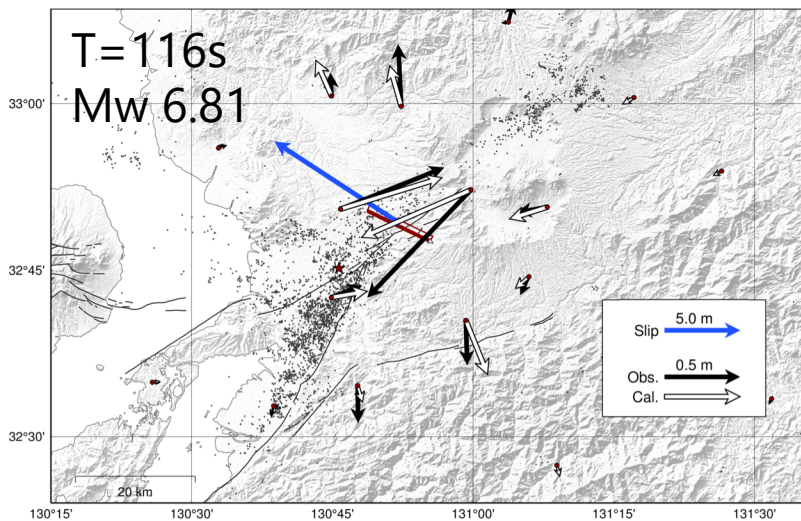 T=116s
Mw 6.81
33°00'
32°45'
32°30'
5.0 m
Slip
0.5 m
Obs.
Cal.
20 km
130°15'
130°30'
130°45'
131°00'
131°15'
131°30'